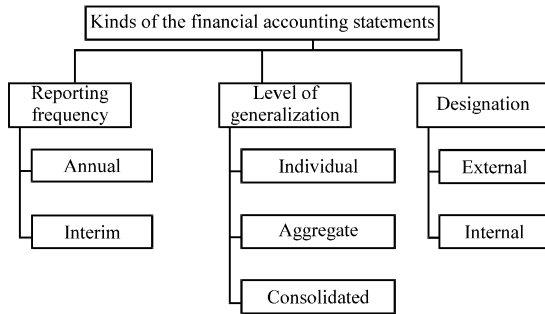 Kinds of the financial accounting statements
Reporting
frequency
Annual
Interim
Level of
generalization
Individual
Aggregate
Consolidated
Designation
External
Internal